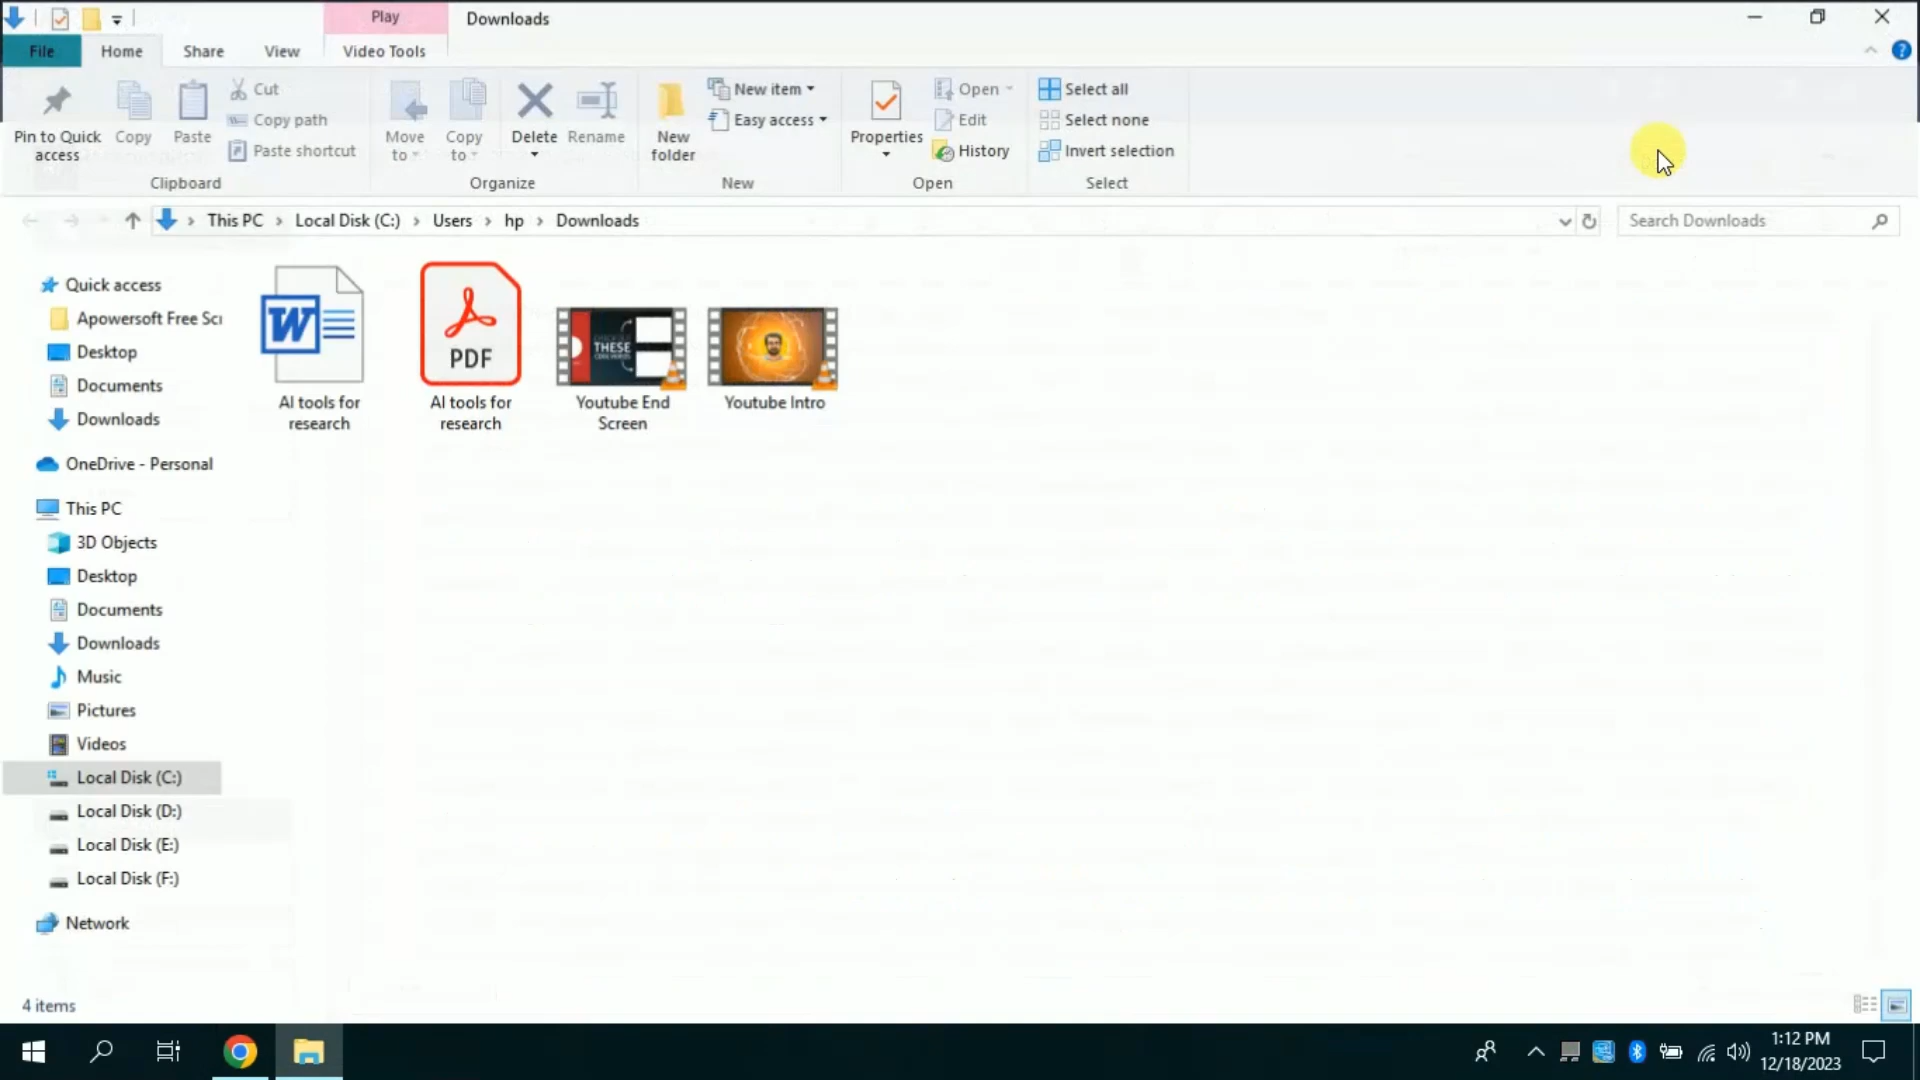 Play
Downloads
File
Home
Share
View
Video Tools
Pin to Quick
access
Copy
Paste
Cut
Copy path
Paste shortcut
Clipboard
Move
to
Copy
to
Delete
Rename
Organize
New
folder
New item
Easy access
New
Properties
Open
Edit
History
Open
Select all
Select none
Invert selection
Select
This PC
Local Disk (C:)
Users
hp
Downloads
Search Downloads
Quick access
Apowersoft Free Scr
Desktop
Documents
Downloads
OneDrive - Personal
This PC
3D Objects
Desktop
Documents
Downloads
Music
Pictures
Videos
Local Disk (C:)
Local Disk (D:)
Local Disk (E:)
Local Disk (F:)
Network
W
AI tools for
research
PDF
AI tools for
research
THESE
Youtube End
Screen
Youtube Intro
4 items
1:12 PM
12/18/2023